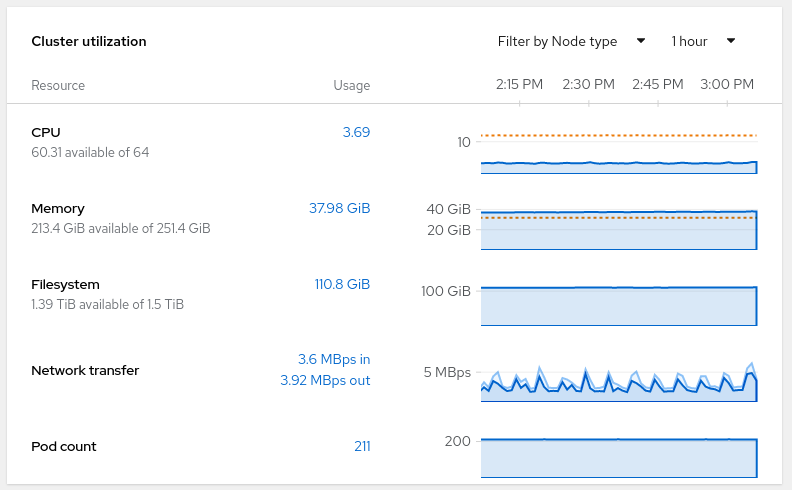 Cluster utilization
Filter by Node type
1 hour
Resource
Usage
2:15 PM 2:30 PM 2:45 PM 3:00 PM
CPU
3.69
60.31 available of 64
10
Memory
37.98 GiB
213.4 GiB available of 251.4 GiB
40 GiB
20 GiB
Filesystem
110.8 GiB
1.39 TiB available of 1.5 TiB
100 GiB
Network transfer
3.6 MBps in
3.92 MBps out
5 MBps
Pod count
211
200